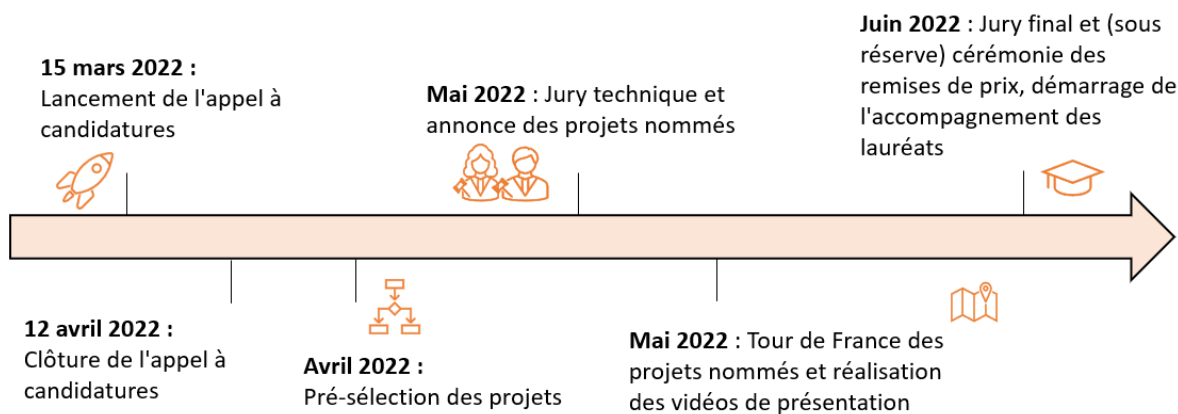 15 mars 2022 :
Lancement de l'appel à
candidatures
12 avril 2022 :
Clôture de l'appel à
candidatures
Avril 2022 :
Pré-sélection des projets
Mai 2022 : Jury technique et
annonce des projets nommés
Mai 2022 : Tour de France des
projets nommés et réalisation
des vidéos de présentation
Juin 2022 : Jury final et (sous
réserve) cérémonie des
remises de prix, démarrage de
l'accompagnement des
lauréats